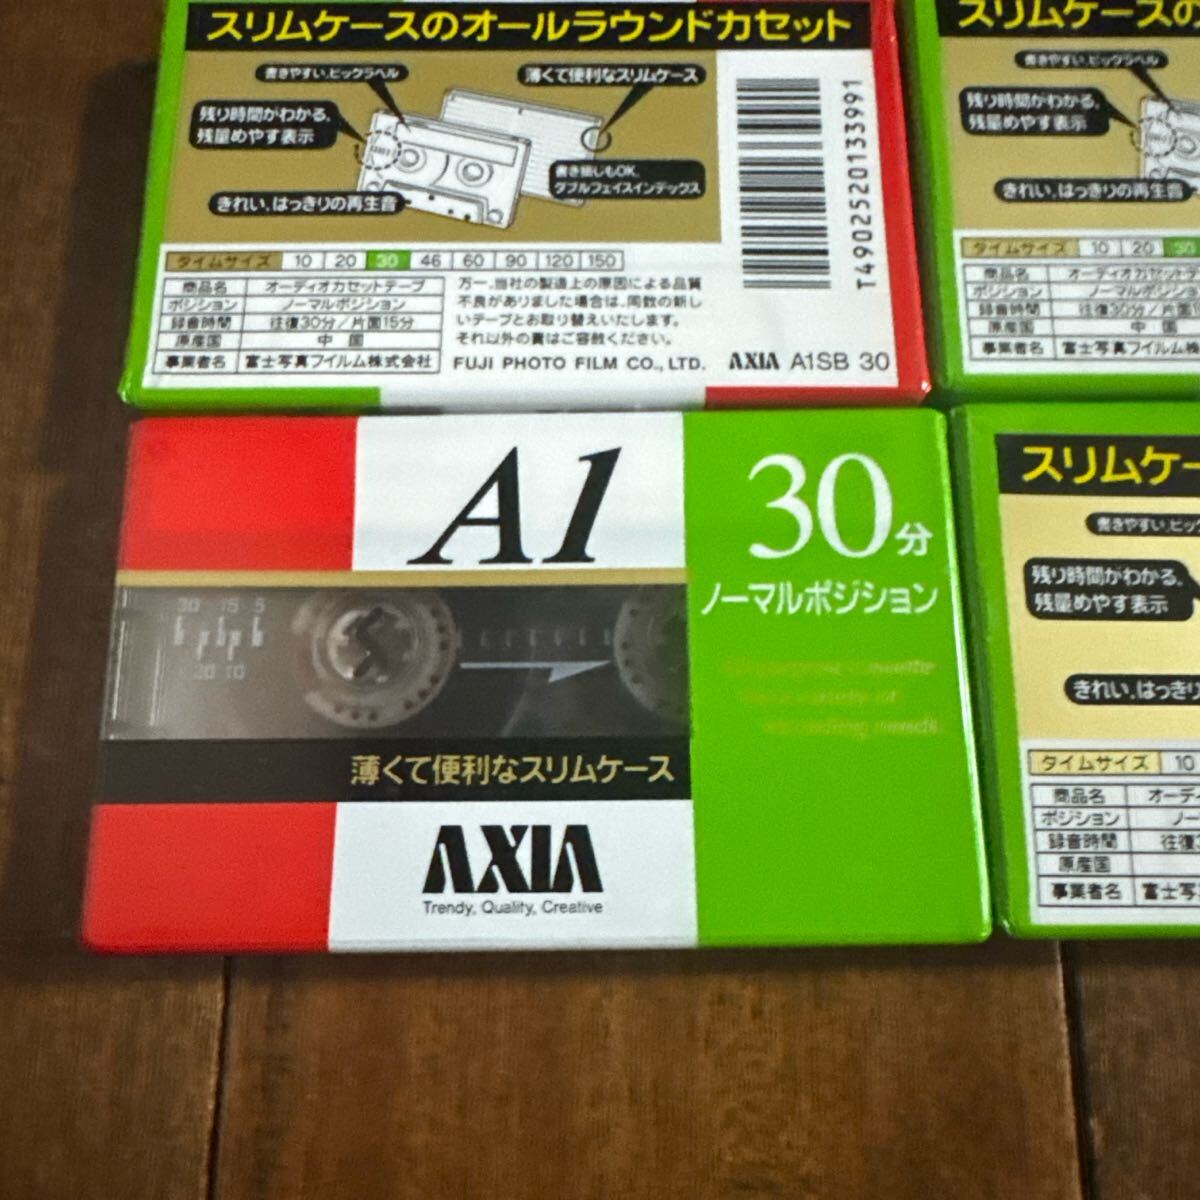 スリムケースのオールラウンドカセット
書きやすい、ビックラベル
薄くて便利なスリムケース
残り時間がわかる、
残量めやす表示
書き損じもOK、
ダブルフェイスインデックス
きれい、はっきりの再生音
T4902520133991
タイムサイズ 10 20 30 46 60 90 120 150
商品名 オーディオカセットテープ
ポジション ノーマルポジション
録音時間 往復30分/片面15分
原産国 中国
事業者名 富士写真フイルム株式会社
万一、当社の製造上の原因による品質
不良がありました場合は、同数の新し
いテープとお取り替えいたします。
それ以外の責はご容赦ください。
FUJI PHOTO FILM CO., LTD.
AXIA A1SB 30
スリムケースの
書きやすい、ビックラベル
残り時間がわかる、
残量めやす表示
きれい、はっきりの再生音
タイムサイズ 10 20 30
商品名 オーディオカセットテ
ポジション ノーマルポジショ
録音時間 往復30分/片面1
原産国 中
事業者名 富士写真フイルム株式
A1
30分
ノーマルポジション
30 15 5
20 10
薄くて便利なスリムケース
AXIA
Trendy, Quality, Creative
スリムケー
書きやすい、ビック
残り時間がわかる、
残量めやす表示
きれい、はっきり
タイムサイズ 10
商品名 オーデ
ポジション ノー
録音時間 往復
原産国
事業者名 富士写